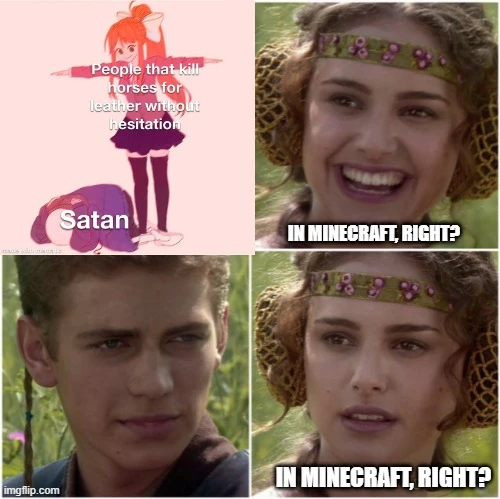 People that kill
horses for
leather without
hesitation
Satan
IN MINECRAFT, RIGHT?
IN MINECRAFT, RIGHT?
imgflip.com